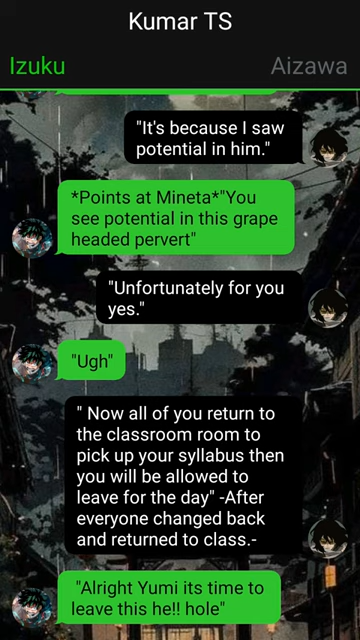 Kumar TS
Izuku
Aizawa
"It's because I saw
potential in him."
*Points at Mineta*"You
see potential in this grape
headed pervert"
"Unfortunately for you
yes."
"Ugh"
" Now all of you return to
the classroom room to
pick up your syllabus then
you will be allowed to
leave for the day" -After
everyone changed back
and returned to class.-
"Alright Yumi its time to
leave this he!! hole"